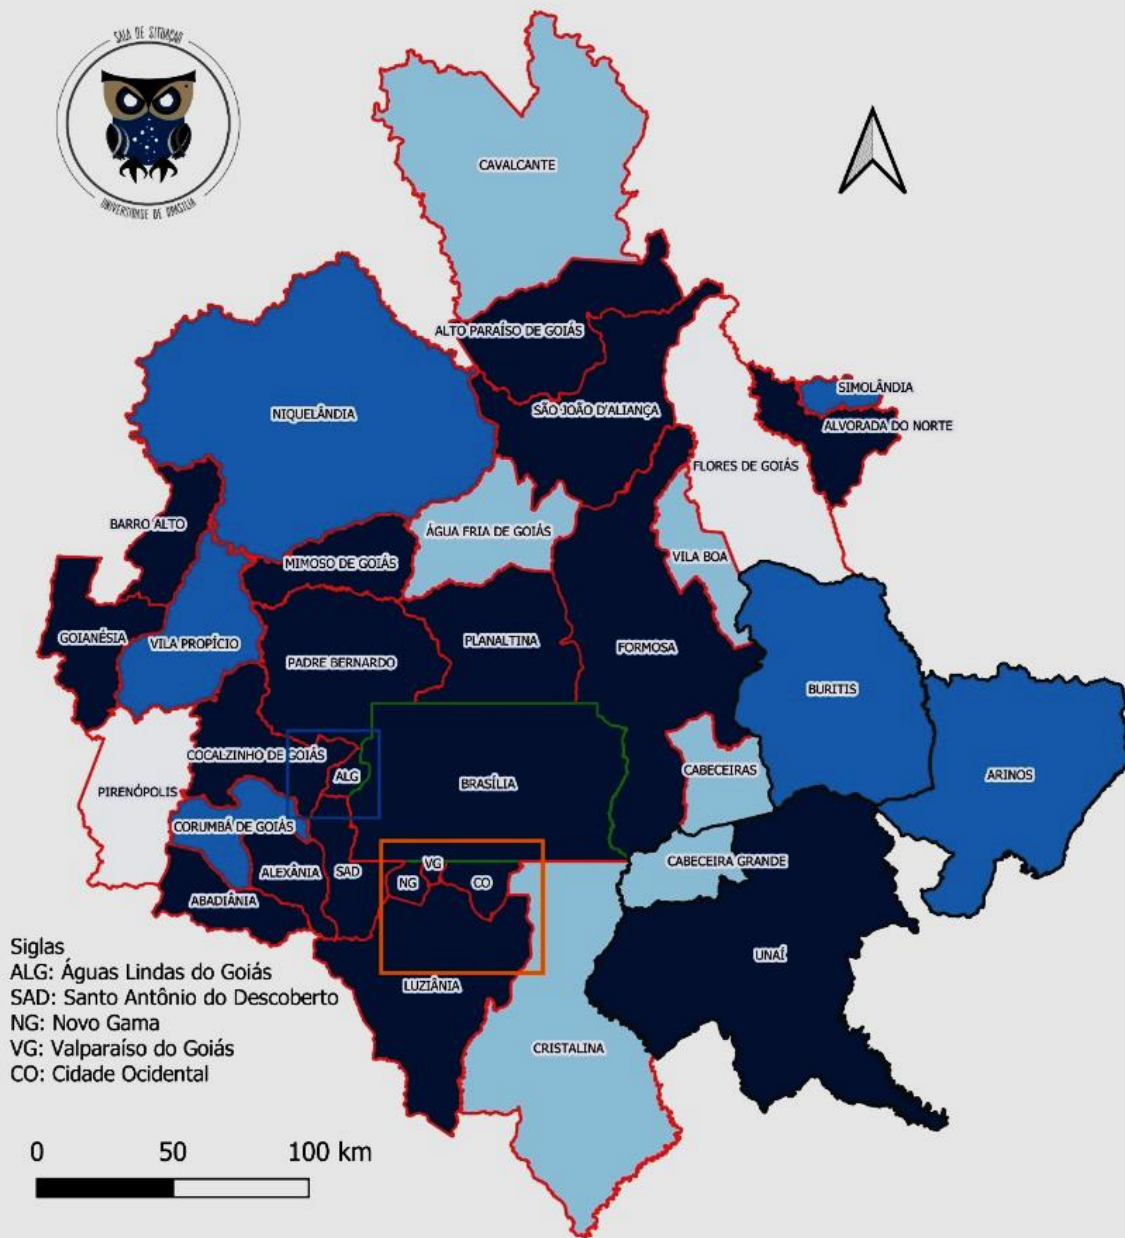 SALA DE SITUAÇÃO
UNIVERSIDADE DE BRASÍLIA
CAVALCANTE
ALTO PARAÍSO DE GOIÁS
NIQUELÂNDIA
SÃO JOÃO D'ALIANÇA
SIMOLÂNDIA
ALVORADA DO NORTE
FLORES DE GOIÁS
BARRO ALTO
ÁGUA FRIA DE GOIÁS
VILA BOA
MIMOSO DE GOIÁS
GOIANÉSIA
VILA PROPÍCIO
PLANALTINA
FORMOSA
PADRE BERNARDO
BURITIS
COCALZINHO DE GOIÁS
ALG
BRASÍLIA
CABECEIRAS
ARINOS
PIRENÓPOLIS
CORUMBÁ DE GOIÁS
CABECEIRA GRANDE
ALEXÂNIA
SAD
VG
NG
CO
ABADIÂNIA
UNAÍ
LUZIÂNIA
CRISTALINA
Siglas
ALG: Águas Lindas do Goiás
SAD: Santo Antônio do Descoberto
NG: Novo Gama
VG: Valparaíso do Goiás
CO: Cidade Ocidental
0 50 100 km